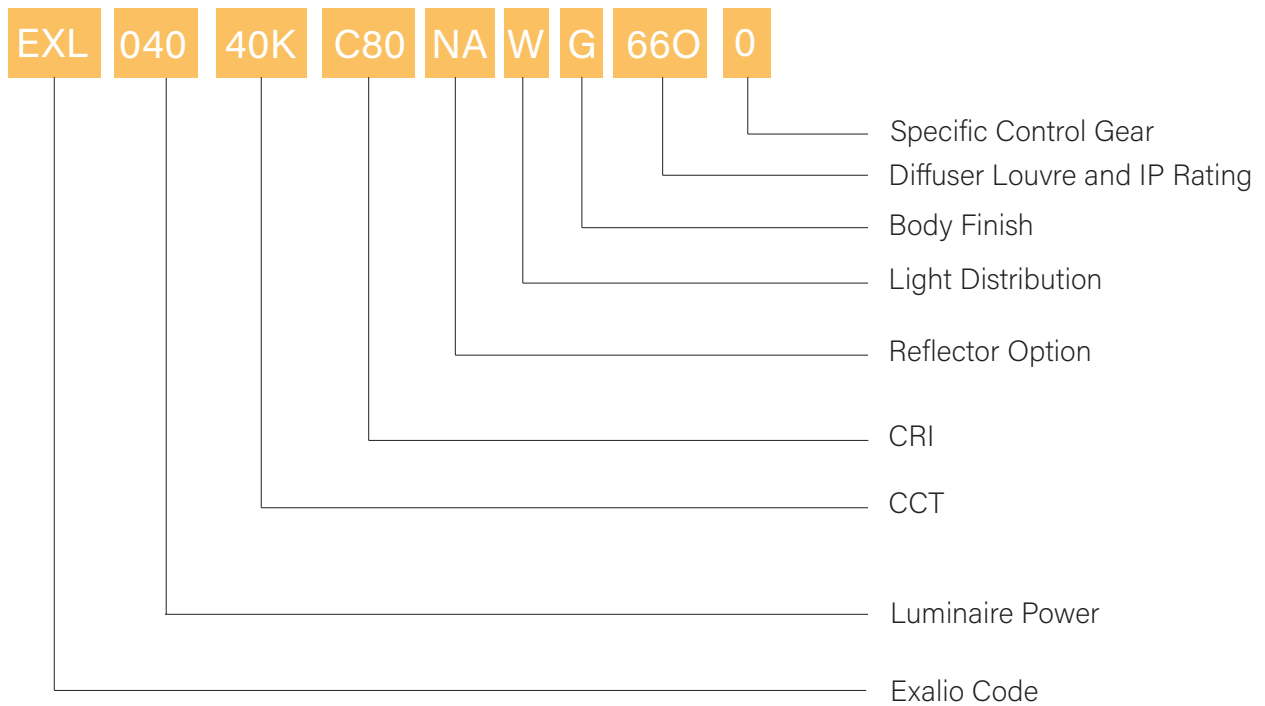 EXL 040 40K C80 NA W G 66O 0
Specific Control Gear
Diffuser Louvre and IP Rating
Body Finish
Light Distribution
Reflector Option
CRI
CCT
Luminaire Power
Exalio Code